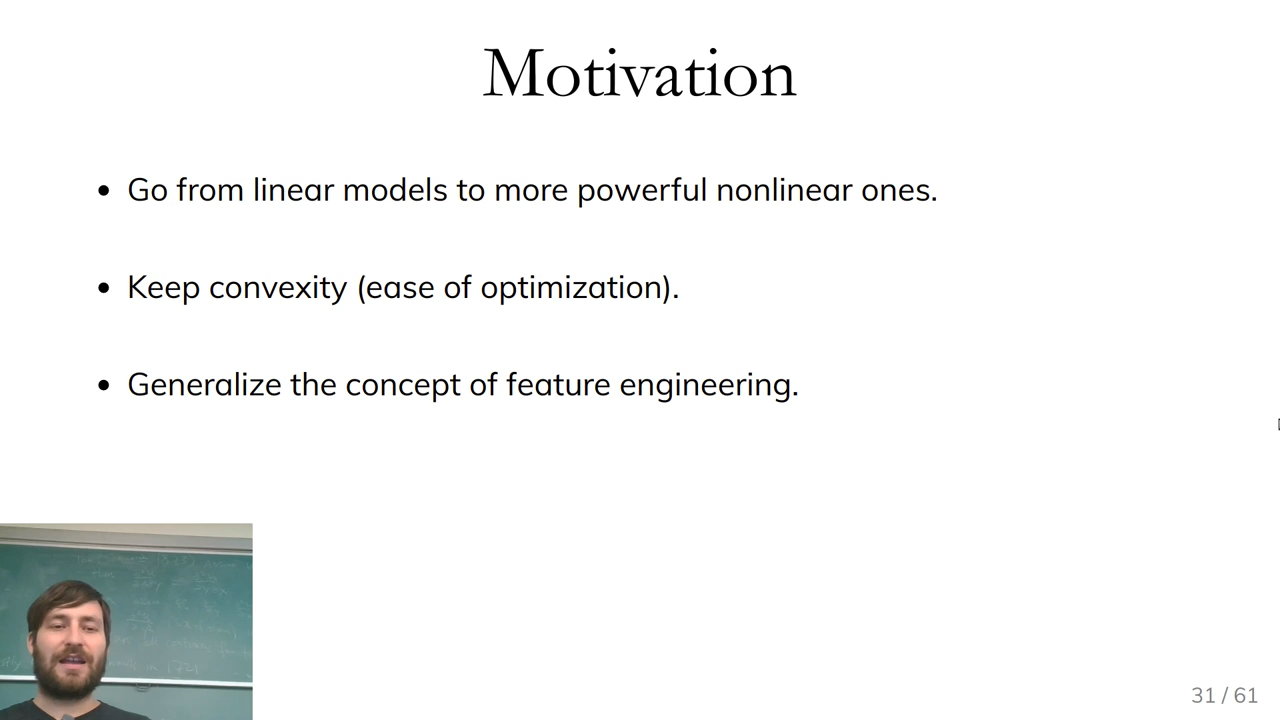 Motivation
• Go from linear models to more powerful nonlinear ones.
• Keep convexity (ease of optimization).
• Generalize the concept of feature engineering.
31 / 61